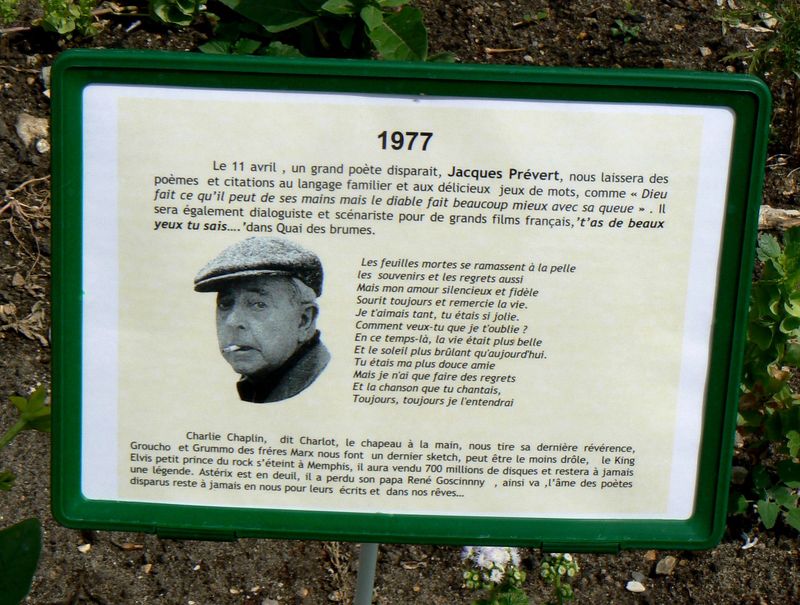 1977
Le 11 avril , un grand poète disparait, Jacques Prévert, nous laissera des
poèmes et citations au langage familier et aux délicieux jeux de mots, comme « Dieu
fait ce qu'il peut de ses mains mais le diable fait beaucoup mieux avec sa queue » . Il
sera également dialoguiste et scénariste pour de grands films français,'t'as de beaux
yeux tu sais….'dans Quai des brumes.
Les feuilles mortes se ramassent à la pelle
les souvenirs et les regrets aussi
Mais mon amour silencieux et fidèle
Sourit toujours et remercie la vie.
Je t'aimais tant, tu étais si jolie.
Comment veux-tu que je t'oublie ?
En ce temps-là, la vie était plus belle
Et le soleil plus brûlant qu'aujourd'hui.
Tu étais ma plus douce amie
Mais je n'ai que faire des regrets
Et la chanson que tu chantais,
Toujours, toujours je l'entendrai
Charlie Chaplin, dit Charlot, le chapeau à la main, nous tire sa dernière révérence,
Groucho et Grummo des fréres Marx nous font un dernier sketch, peut être le moins drôle, le King
Elvis petit prince du rock s'éteint à Memphis, il aura vendu 700 millions de disques et restera à jamais
une légende. Astérix est en deuil, il a perdu son papa René Goscinnny , ainsi va ,l'âme des poètes
disparus reste à jamais en nous pour leurs écrits et dans nos rêves…